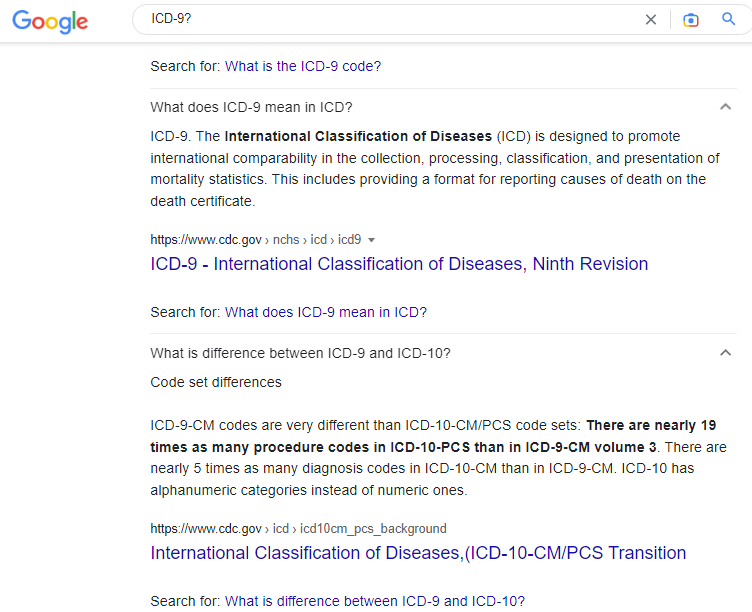 Google
ICD-9?
Search for: What is the ICD-9 code?
What does ICD-9 mean in ICD?
ICD-9. The International Classification of Diseases (ICD) is designed to promote
international comparability in the collection, processing, classification, and presentation of
mortality statistics. This includes providing a format for reporting causes of death on the
death certificate.
https://www.cdc.gov › nchs › icd › icd9
ICD-9 - International Classification of Diseases, Ninth Revision
Search for: What does ICD-9 mean in ICD?
What is difference between ICD-9 and ICD-10?
Code set differences
ICD-9-CM codes are very different than ICD-10-CM/PCS code sets: There are nearly 19
times as many procedure codes in ICD-10-PCS than in ICD-9-CM volume 3. There are
nearly 5 times as many diagnosis codes in ICD-10-CM than in ICD-9-CM. ICD-10 has
alphanumeric categories instead of numeric ones.
https://www.cdc.gov › icd › icd10cm_pcs_background
International Classification of Diseases,(ICD-10-CM/PCS Transition
Search for: What is difference between ICD-9 and ICD-10?